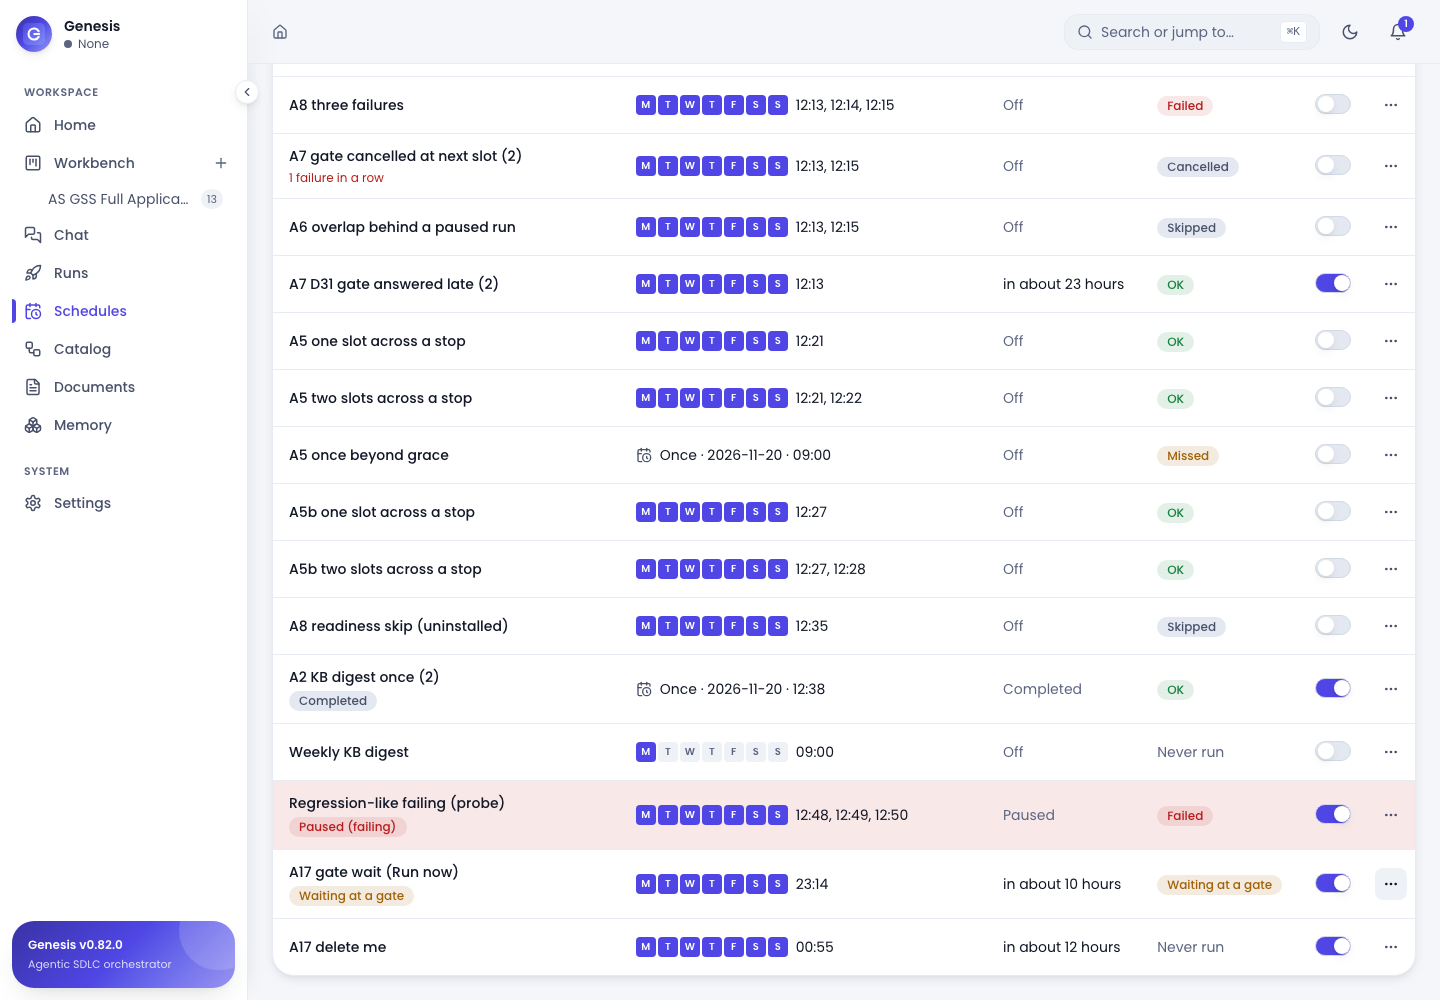 Genesis
None
WORKSPACE
Home
Workbench
AS GSS Full Applica... 13
Chat
Runs
Schedules
Catalog
Documents
Memory
SYSTEM
Settings
Genesis v0.82.0
Agentic SDLC orchestrator
Search or jump to... ⌘K
1
A8 three failures M T W T F S S 12:13, 12:14, 12:15 Off Failed
A7 gate cancelled at next slot (2) M T W T F S S 12:13, 12:15 Off Cancelled
1 failure in a row
A6 overlap behind a paused run M T W T F S S 12:13, 12:15 Off Skipped
A7 D31 gate answered late (2) M T W T F S S 12:13 in about 23 hours OK
A5 one slot across a stop M T W T F S S 12:21 Off OK
A5 two slots across a stop M T W T F S S 12:21, 12:22 Off OK
A5 once beyond grace Once · 2026-11-20 · 09:00 Off Missed
A5b one slot across a stop M T W T F S S 12:27 Off OK
A5b two slots across a stop M T W T F S S 12:27, 12:28 Off OK
A8 readiness skip (uninstalled) M T W T F S S 12:35 Off Skipped
A2 KB digest once (2) Once · 2026-11-20 · 12:38 Completed OK
Completed
Weekly KB digest M T W T F S S 09:00 Off Never run
Regression-like failing (probe) M T W T F S S 12:48, 12:49, 12:50 Paused Failed
Paused (failing)
A17 gate wait (Run now) M T W T F S S 23:14 in about 10 hours Waiting at a gate
Waiting at a gate
A17 delete me M T W T F S S 00:55 in about 12 hours Never run